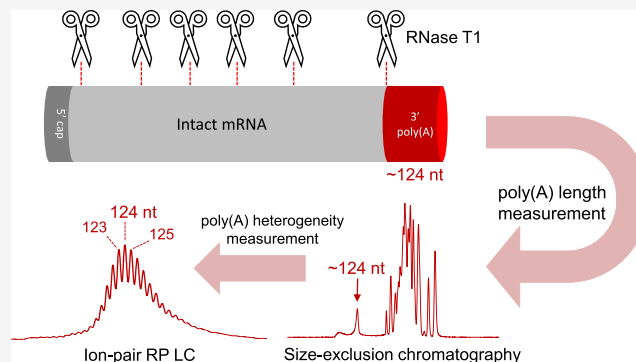 RNase T1
5' cap
Intact mRNA
3'
poly(A)
~124 nt
poly(A) length
measurement
124 nt
123
125
poly(A) heterogeneity
measurement
~124 nt
Ion-pair RP LC
Size-exclusion chromatography